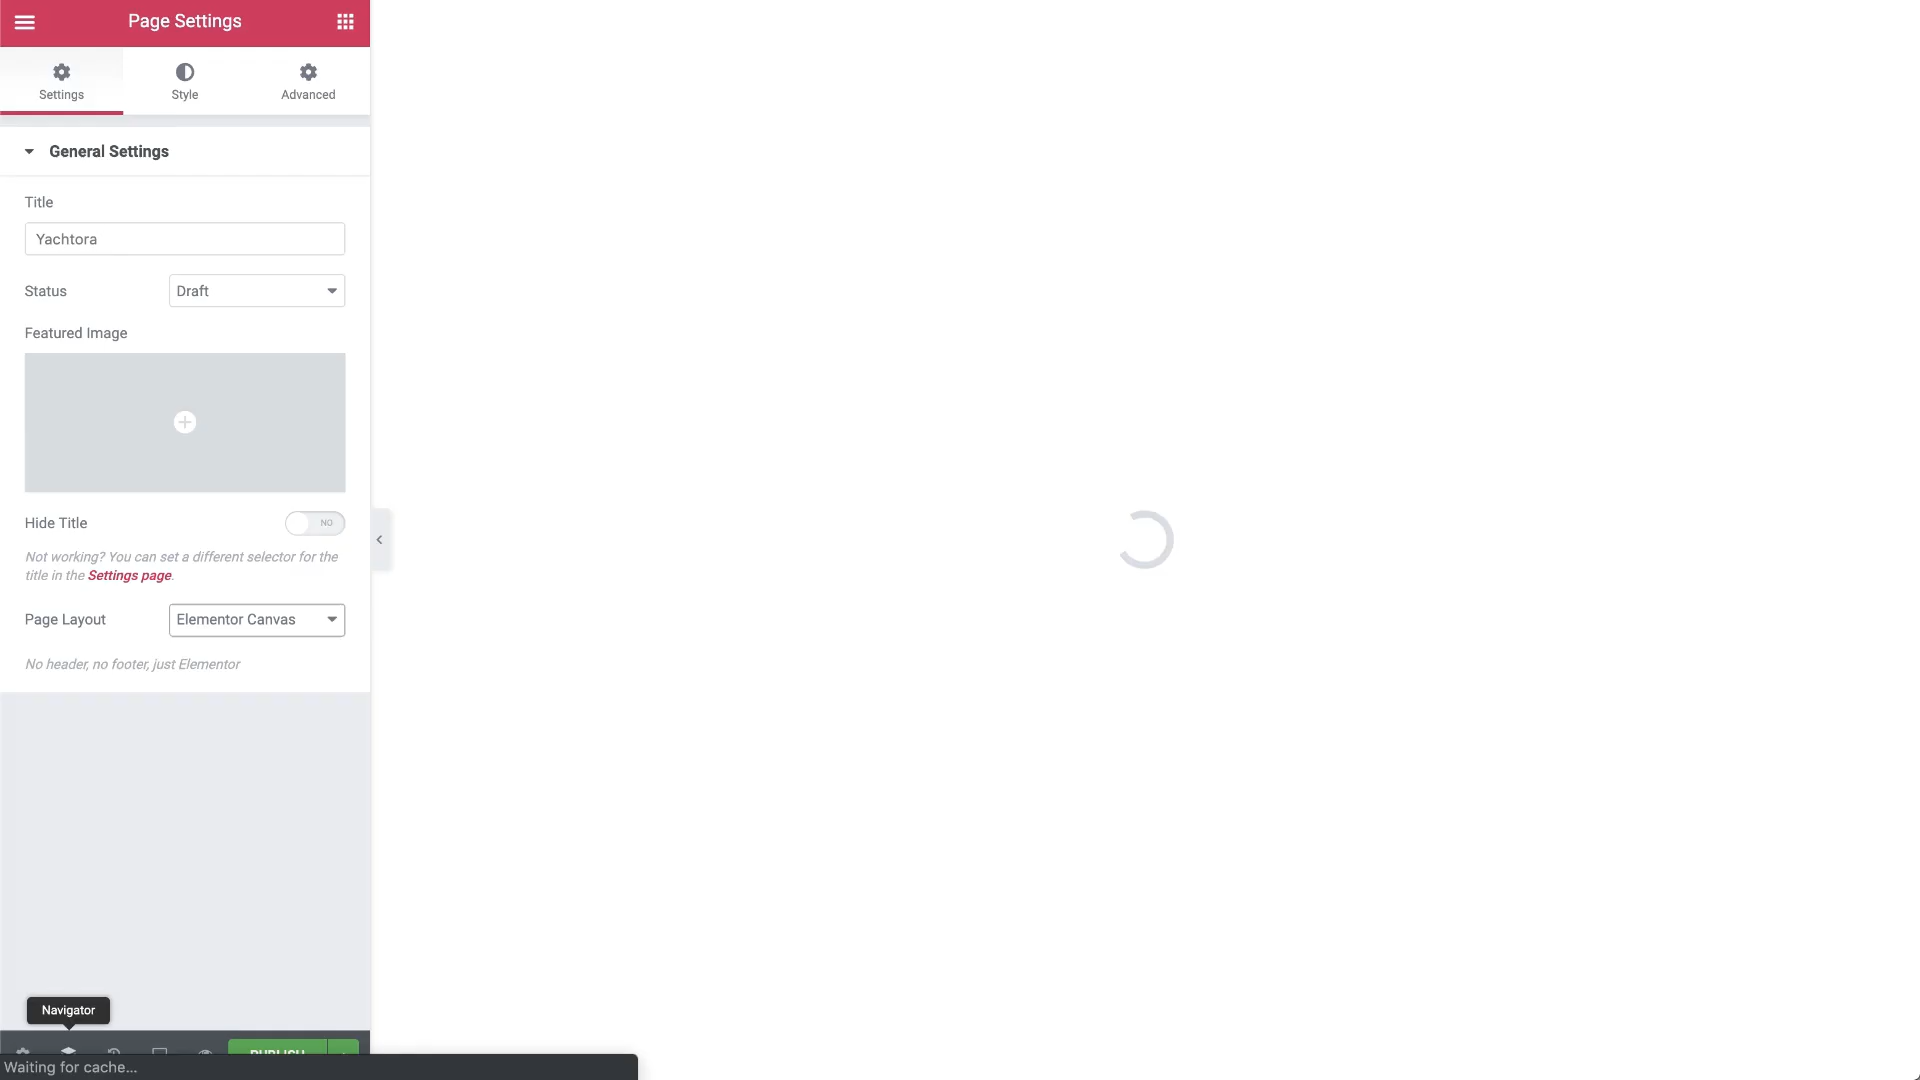 Page Settings
Settings
Style
Advanced
General Settings
Title
Yachtora
Status
Draft
Featured Image
Hide Title
NO
Not working? You can set a different selector for the
title in the Settings page.
Page Layout
Elementor Canvas
No header, no footer, just Elementor
Navigator
PUBLISH
Waiting for cache...